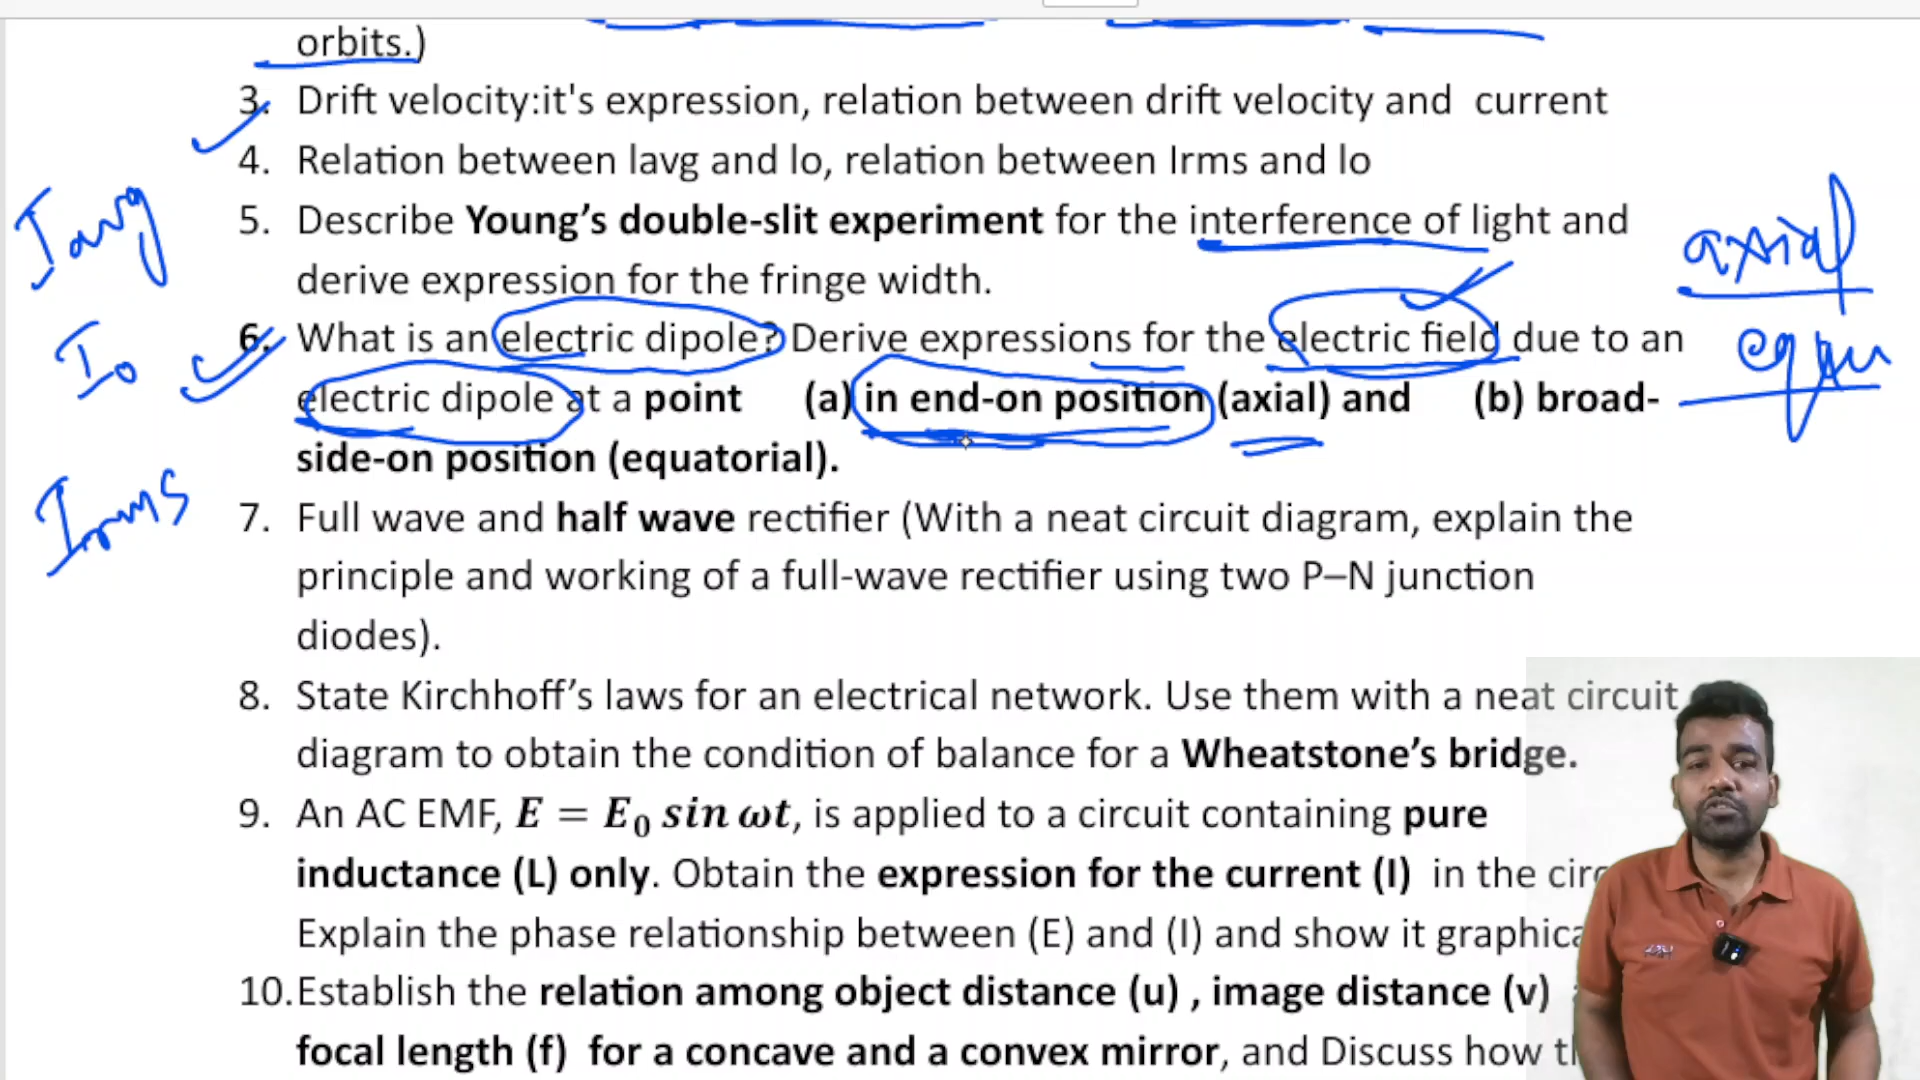 orbits.)
3. Drift velocity:it's expression, relation between drift velocity and current
4. Relation between Iavg and Io, relation between Irms and Io
5. Describe Young's double-slit experiment for the interference of light and
derive expression for the fringe width.
6. What is an electric dipole? Derive expressions for the electric field due to an
electric dipole at a point (a) in end-on position (axial) and (b) broad-
side-on position (equatorial).
7. Full wave and half wave rectifier (With a neat circuit diagram, explain the
principle and working of a full-wave rectifier using two P–N junction
diodes).
8. State Kirchhoff's laws for an electrical network. Use them with a neat circuit
diagram to obtain the condition of balance for a Wheatstone's bridge.
9. An AC EMF, E = E₀ sin ωt, is applied to a circuit containing pure
inductance (L) only. Obtain the expression for the current (I) in the circ
Explain the phase relationship between (E) and (I) and show it graphica
10. Establish the relation among object distance (u) , image distance (v)
focal length (f) for a concave and a convex mirror, and Discuss how t
Iavg
Io
Irms
axial
equ